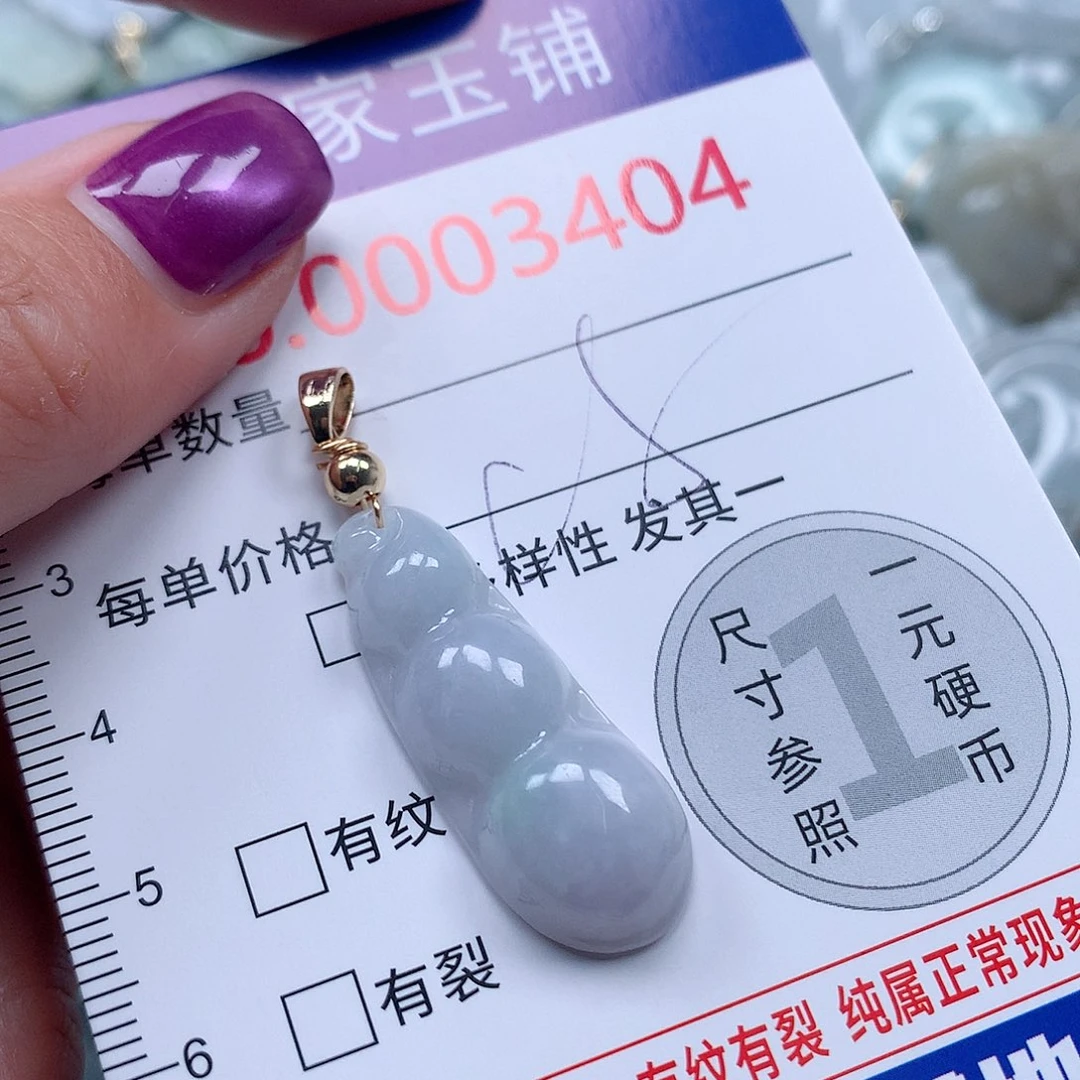 家玉铺
.0003404
单数量
每单价格
样性 发其一
3
4
5
6
有纹
有裂
尺寸参照
一元硬币
1
有纹有裂 纯属正常现象